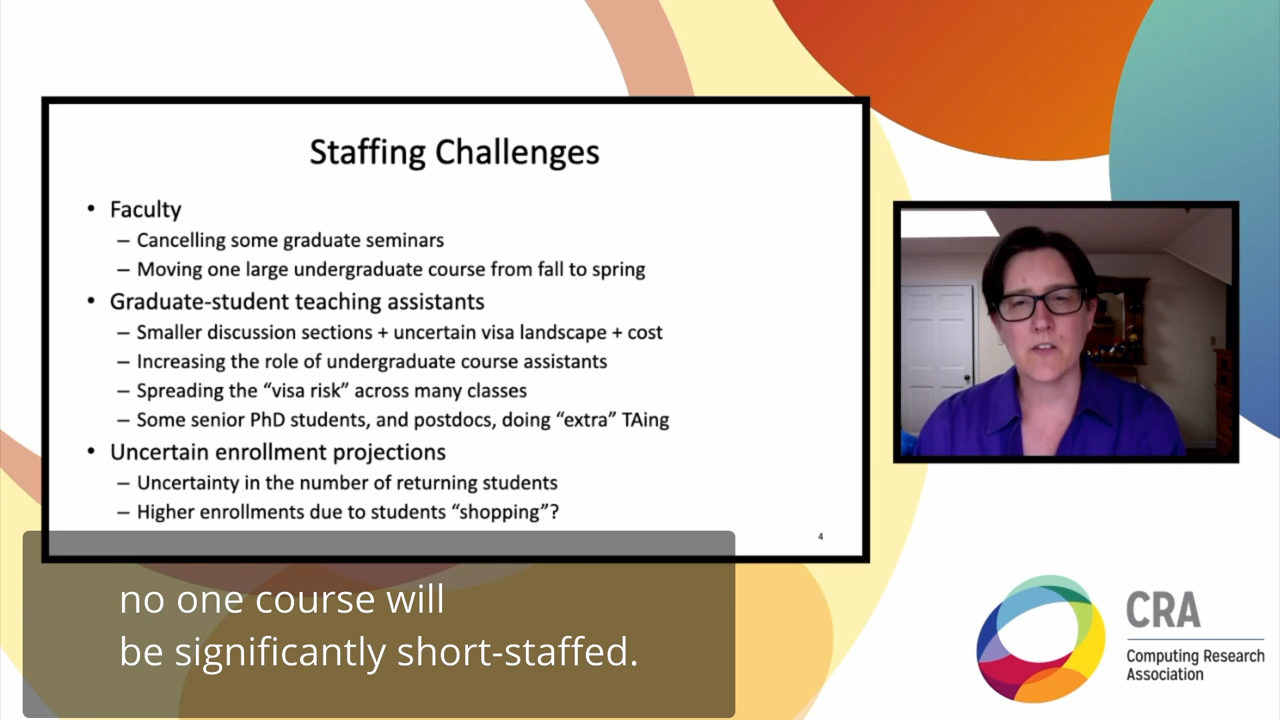 Staffing Challenges
• Faculty
– Cancelling some graduate seminars
– Moving one large undergraduate course from fall to spring
• Graduate-student teaching assistants
– Smaller discussion sections + uncertain visa landscape + cost
– Increasing the role of undergraduate course assistants
– Spreading the “visa risk” across many classes
– Some senior PhD students, and postdocs, doing “extra” TAing
• Uncertain enrollment projections
– Uncertainty in the number of returning students
– Higher enrollments due to students “shopping”?
4
no one course will
be significantly short-staffed.
CRA
Computing Research
Association